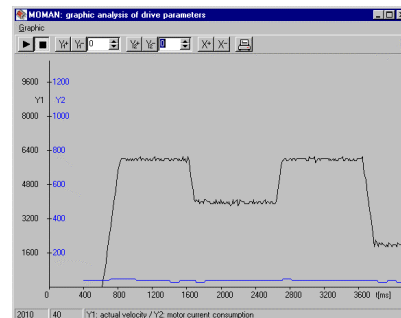 MOMAN: graphic analysis of drive parameters
Graphic
Y+ Y- 0 Y+ Y- 0 X+ X-
9600 1200
Y1 Y2
8000 1000
6400 800
4800 600
3200 400
1600 200
0 400 800 1200 1600 2000 2400 2800 3200 3600 t[ms]
2010 40 Y1: actual velocity / Y2: motor current consumption